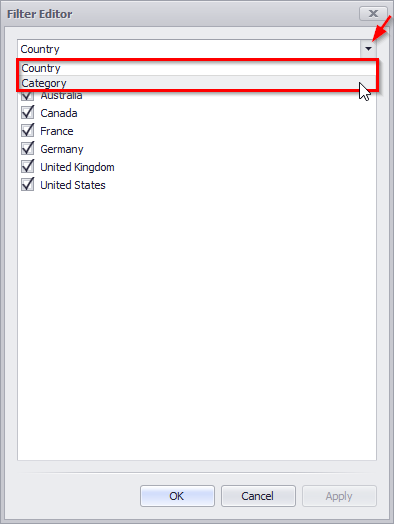 Filter Editor
Country
Country
Category
Australia
Canada
France
Germany
United Kingdom
United States
OK Cancel Apply